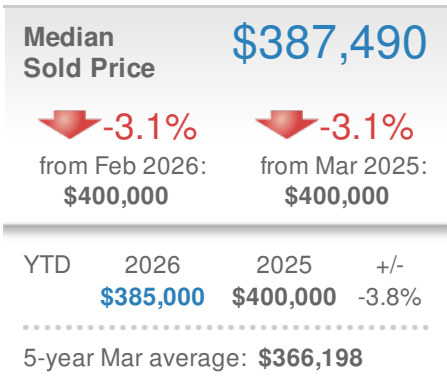 Median
Sold Price
$387,490
-3.1%
from Feb 2026:
$400,000
-3.1%
from Mar 2025:
$400,000
YTD 2026 2025 +/-
$385,000 $400,000 -3.8%
5-year Mar average: $366,198